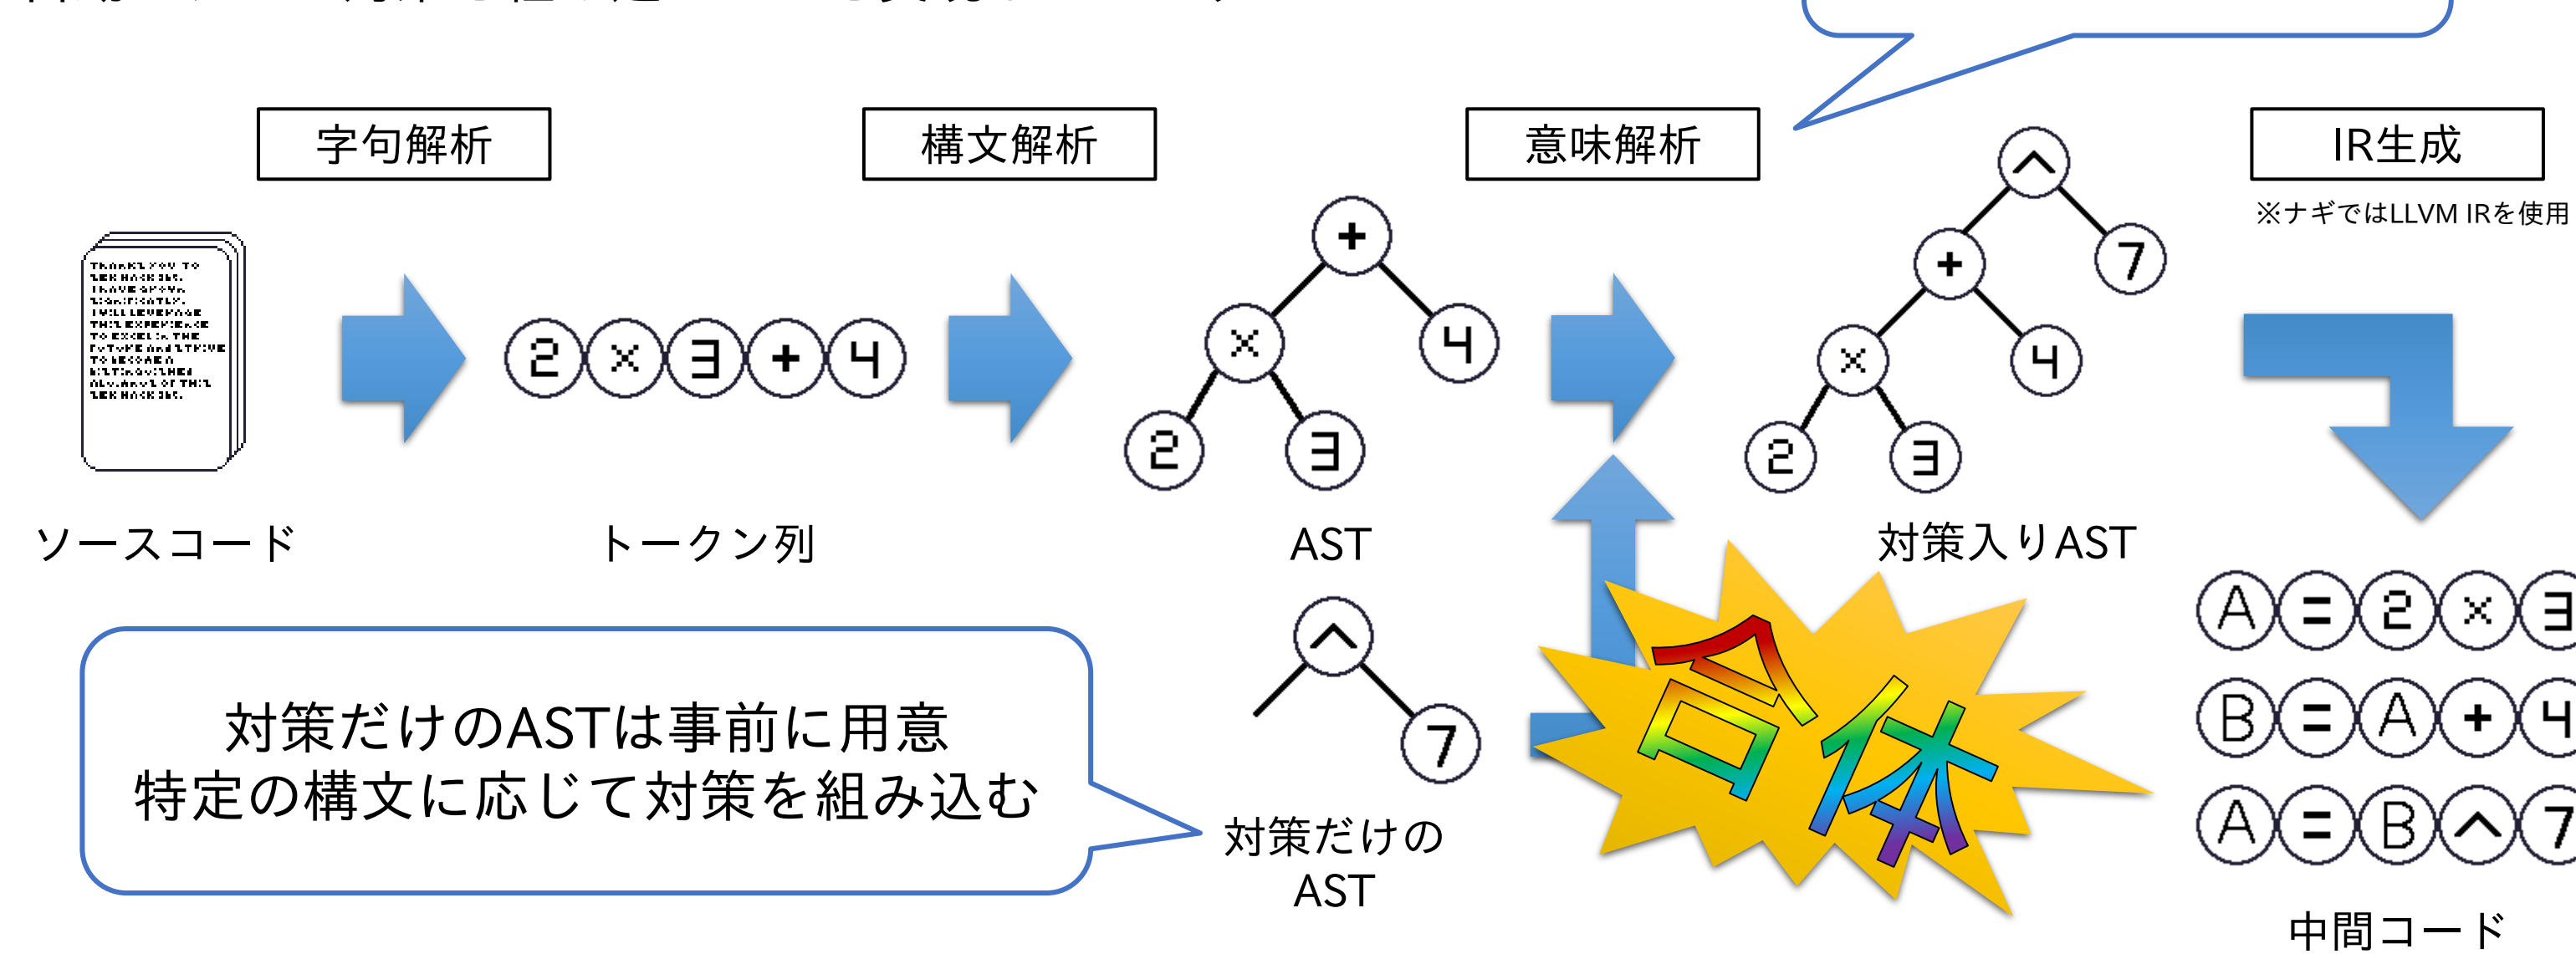 字句解析
構文解析
意味解析
IR生成
※ナギではLLVM IRを使用
THIS EXPERIENCE
2×3+4
+
×
4
2
3
^
+
7
×
4
2
3
ソースコード
トークン列
AST
対策入りAST
^
7
合体
対策だけのASTは事前に用意
特定の構文に応じて対策を組み込む
対策だけの
AST
A=2×3
B=A+4
A=B^7
中間コード